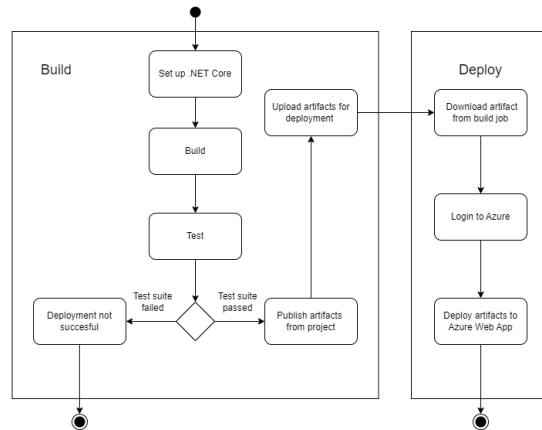 Build
Set up .NET Core
Build
Test
Test suite
failed
Test suite
passed
Deployment not
succesful
Publish artifacts
from project
Upload artifacts for
deployment
Deploy
Download artifact
from build job
Login to Azure
Deploy artifacts to
Azure Web App